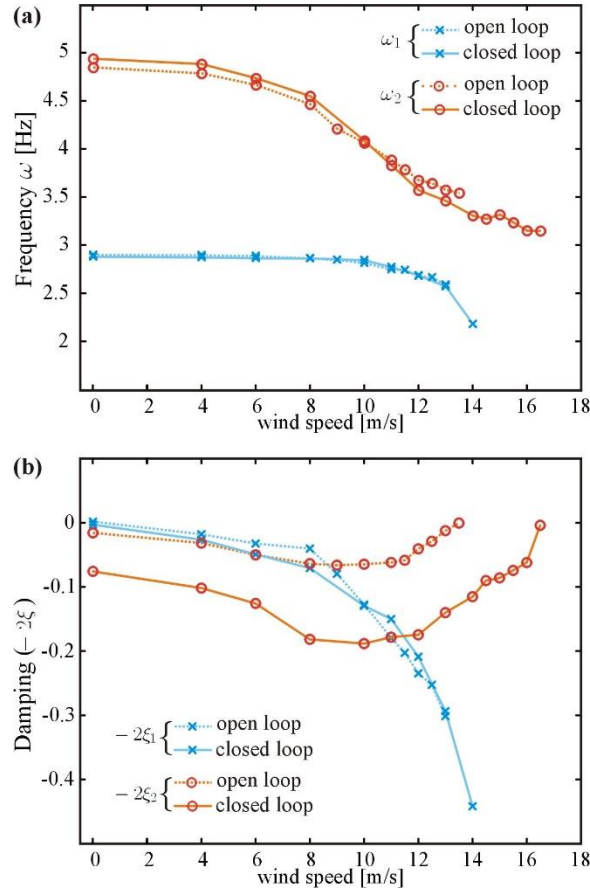 (a)
Frequency ω [Hz]
5
4.5
4
3.5
3
2.5
2
ω1 { open loop
closed loop
ω2 { open loop
closed loop
0 2 4 6 8 10 12 14 16 18
wind speed [m/s]
(b)
Damping (− 2ξ)
0
-0.1
-0.2
-0.3
-0.4
− 2ξ1 { open loop
closed loop
− 2ξ2 { open loop
closed loop
0 2 4 6 8 10 12 14 16 18
wind speed [m/s]